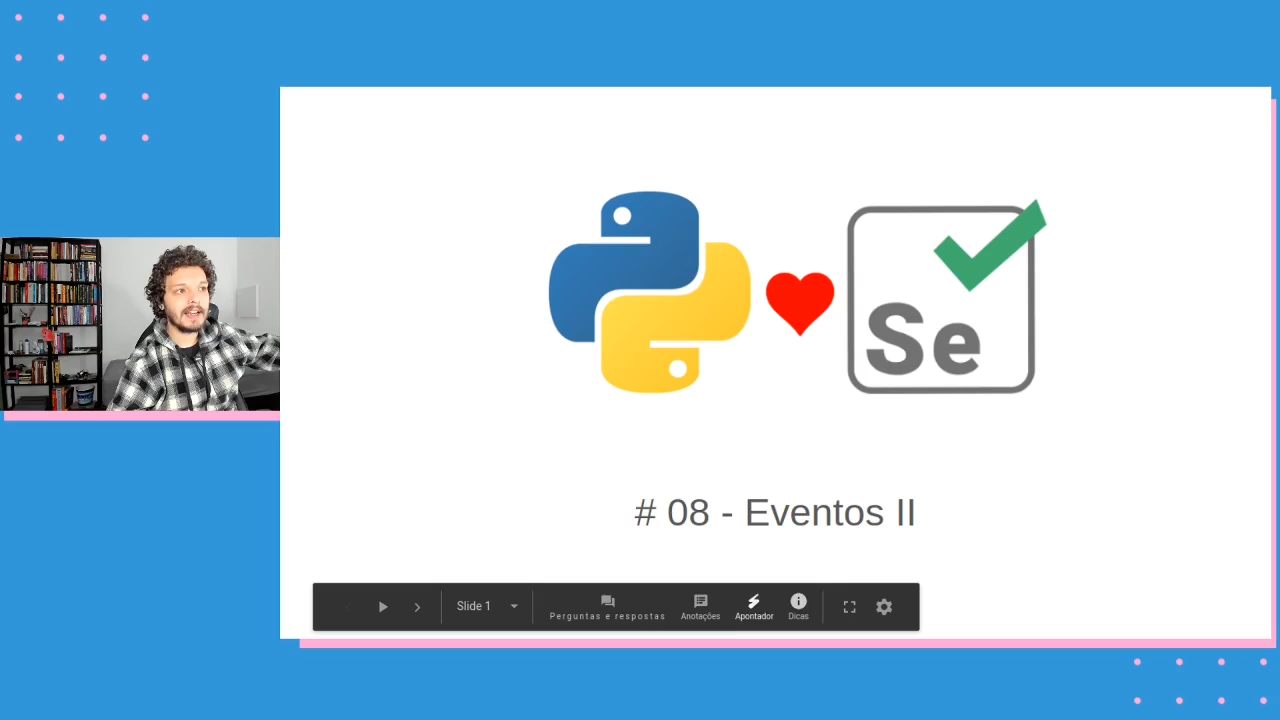 Se
# 08 - Eventos II
Slide 1
Perguntas e respostas
Anotações
Apontador
Dicas